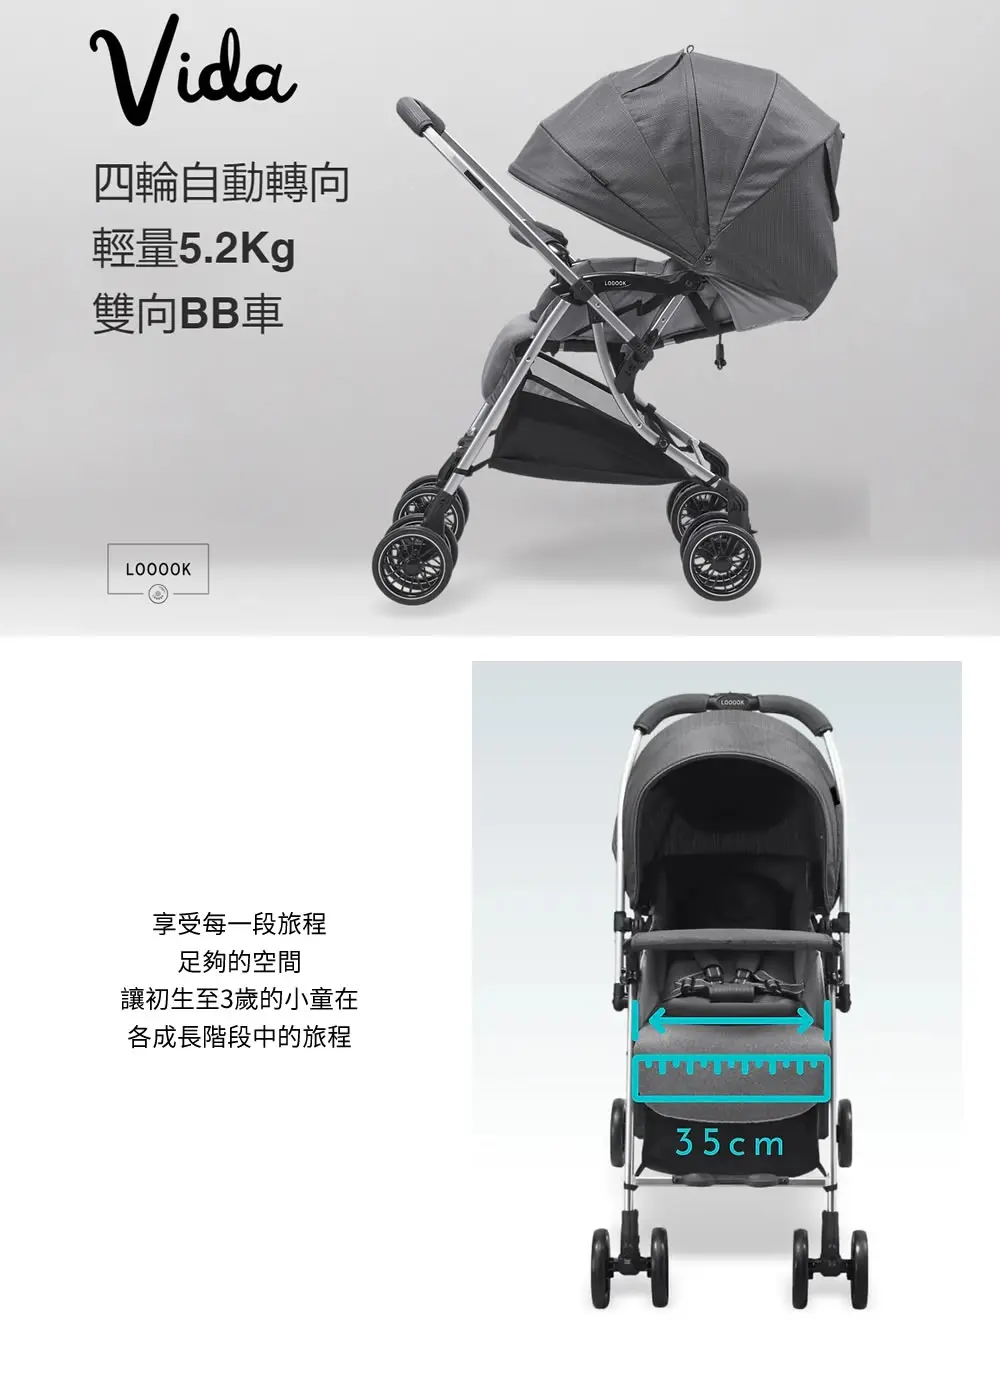 Vida
四輪自動轉向
輕量5.2Kg
雙向BB車
LOOOOK
LOOOOK
LOOOOK
享受每一段旅程
足夠的空間
讓初生至3歲的小童在
各成長階段中的旅程
35cm